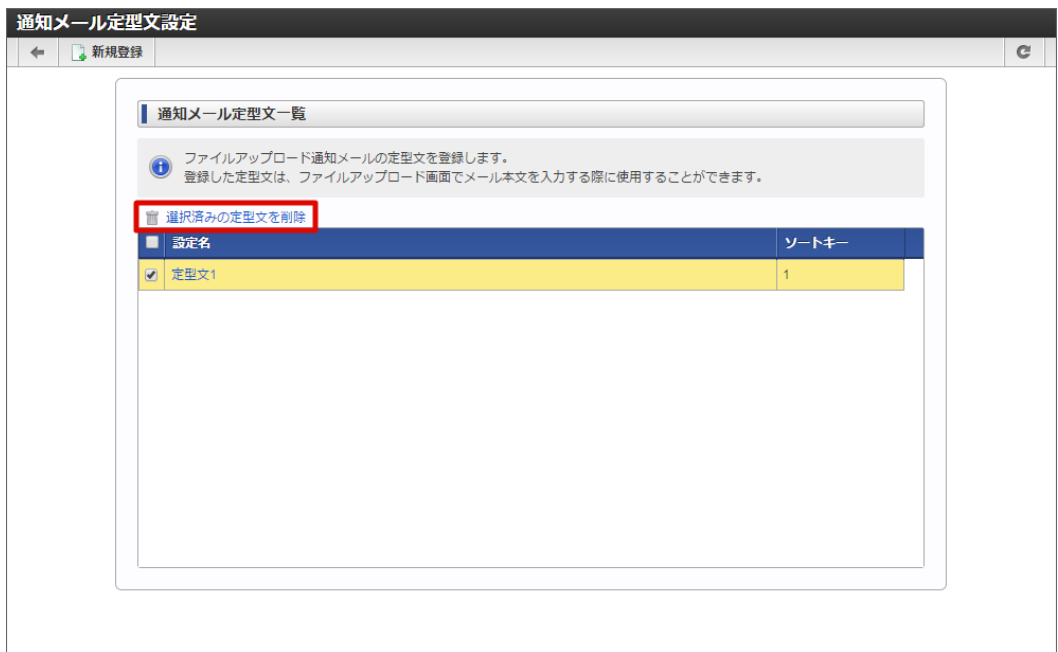 通知メール定型文設定
新規登録
通知メール定型文一覧
ファイルアップロード通知メールの定型文を登録します。
登録した定型文は、ファイルアップロード画面でメール本文を入力する際に使用することができます。
選択済みの定型文を削除
設定名 ソートキー
定型文1 1